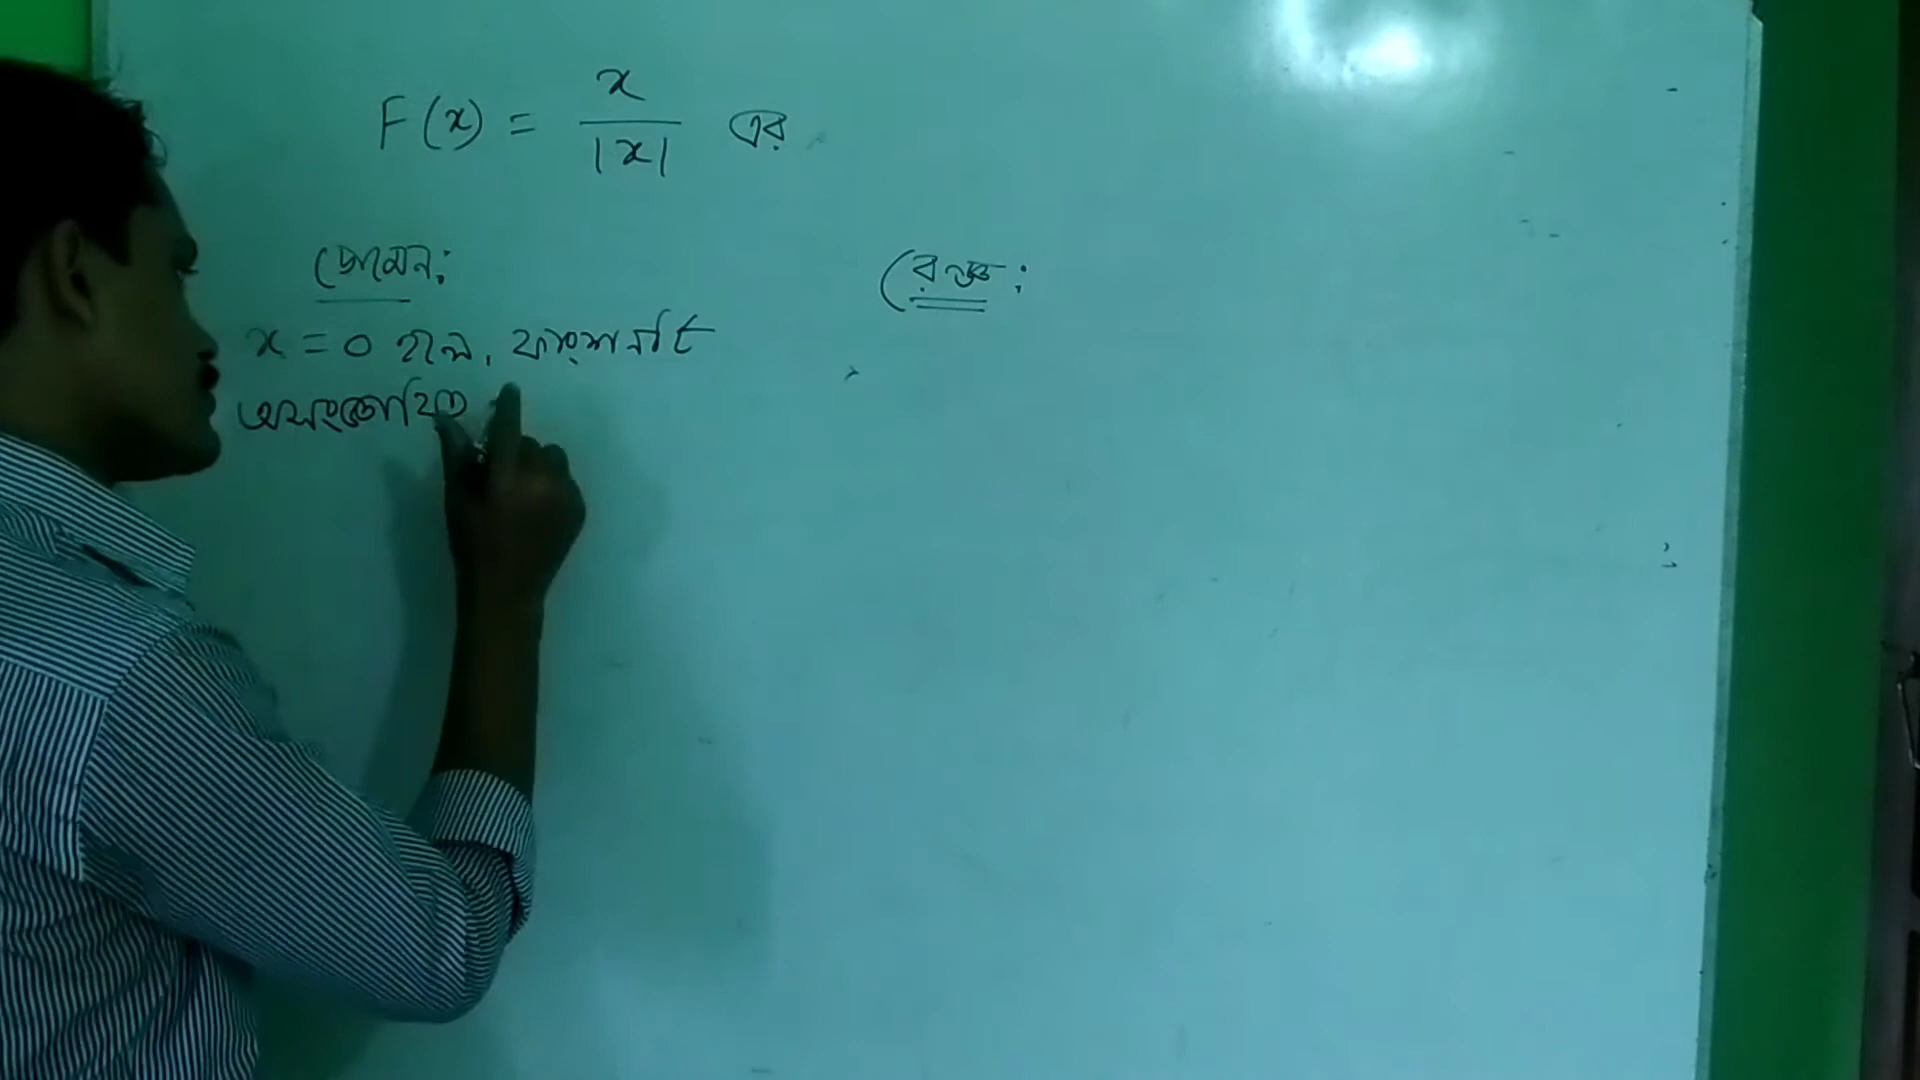 F(x) = x / |x| এর
ডোমেন:
রেঞ্জ:
x = 0 হলে, ফাংশনটি
অসংজ্ঞায়িত